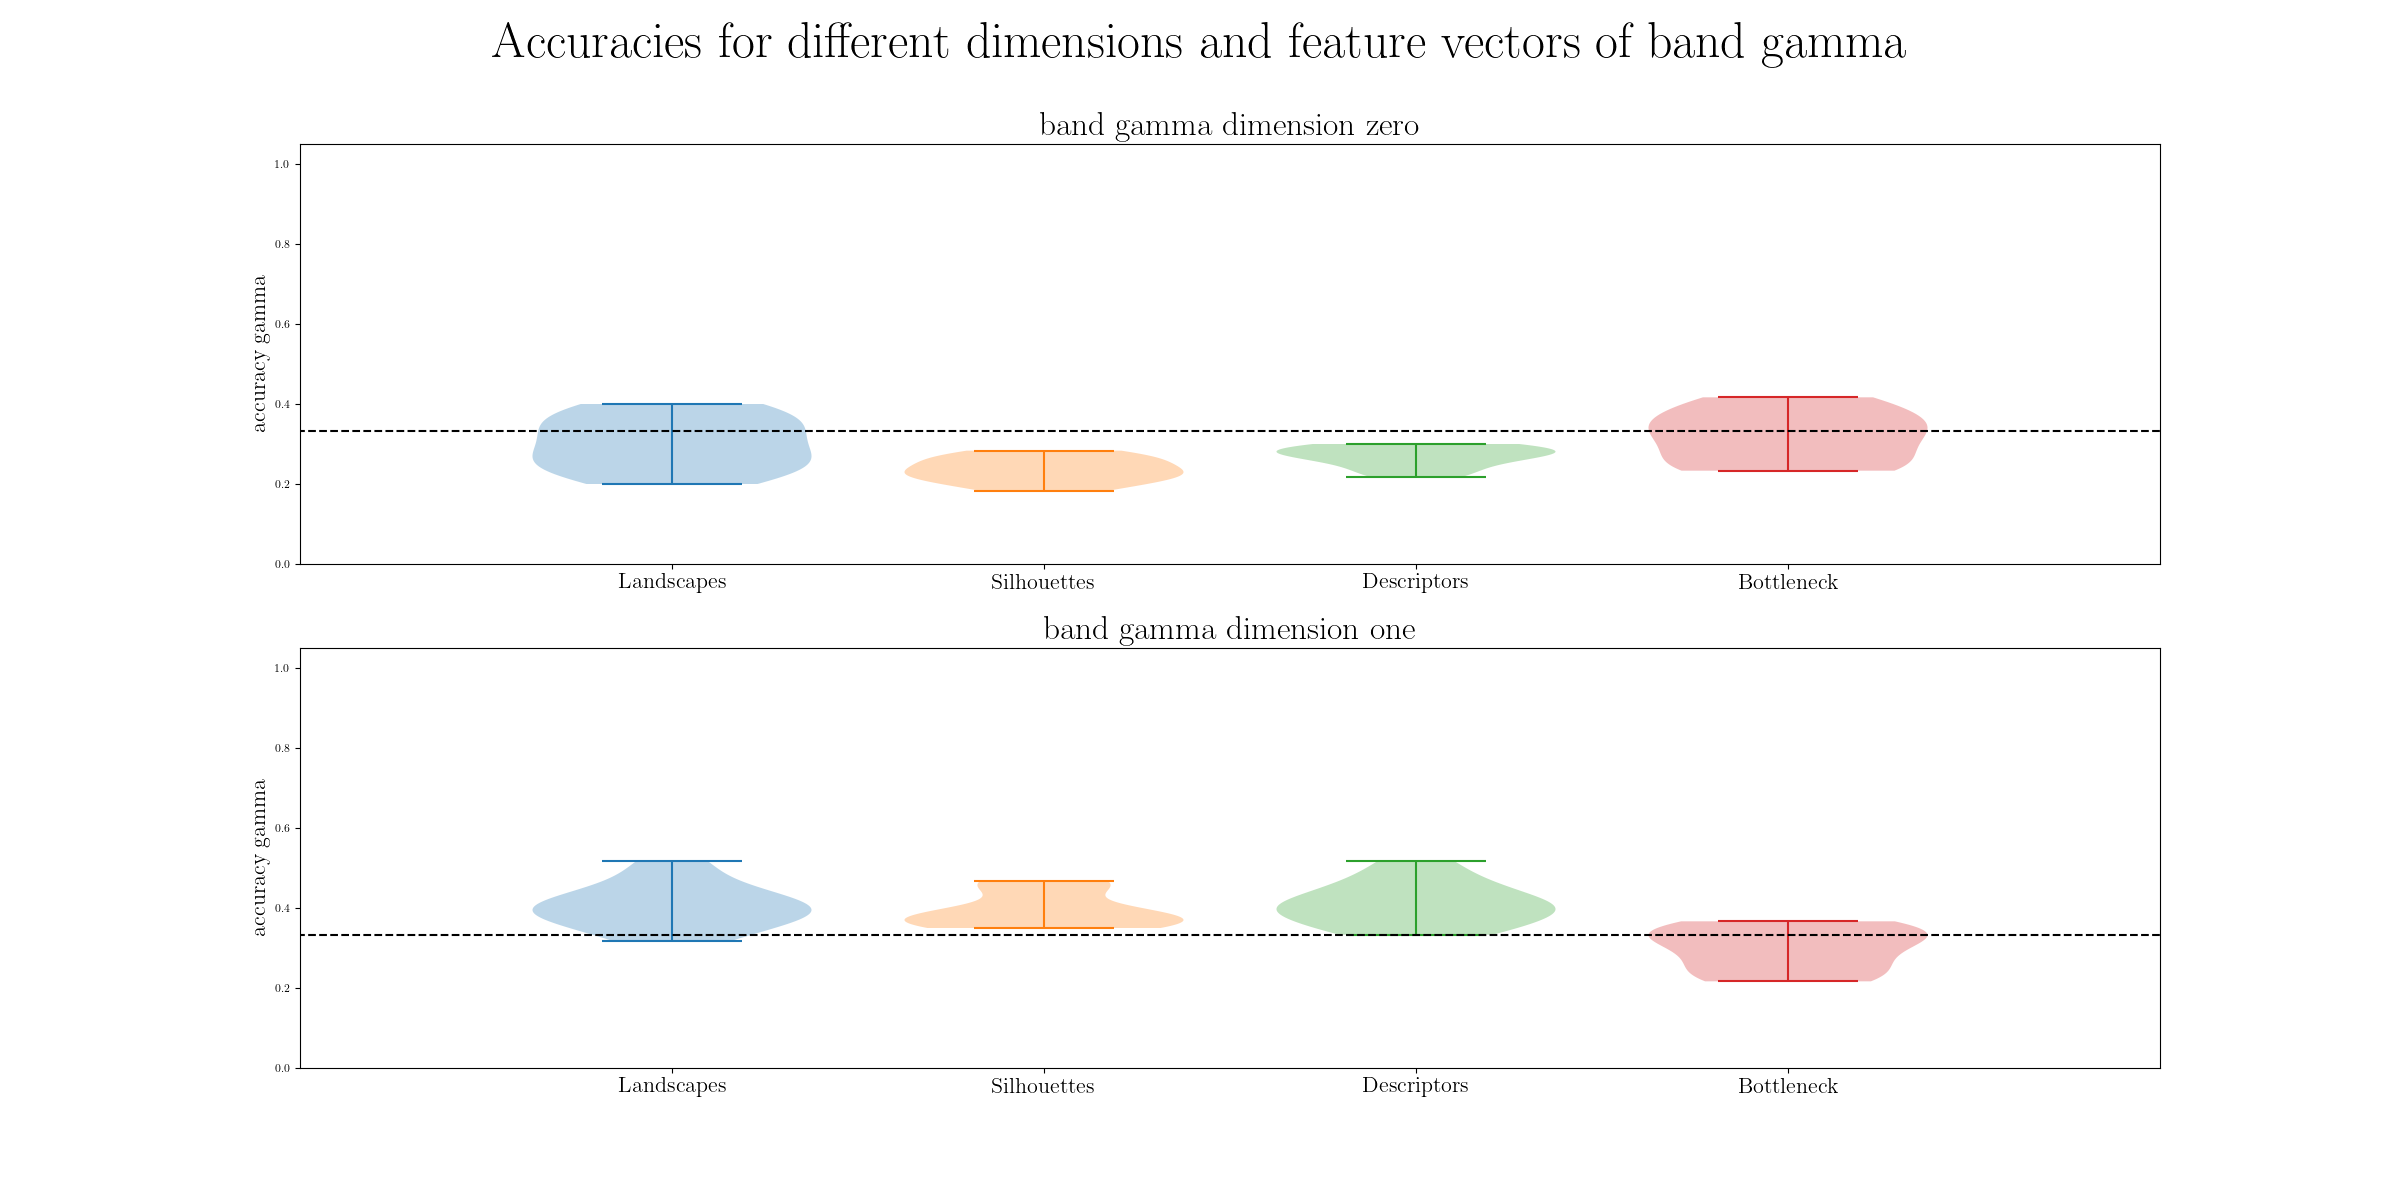 Accuracies for different dimensions and feature vectors of band gamma
band gamma dimension zero
accuracy gamma
1.0
0.8
0.6
0.4
0.2
0.0
Landscapes Silhouettes Descriptors Bottleneck
band gamma dimension one
accuracy gamma
1.0
0.8
0.6
0.4
0.2
0.0
Landscapes Silhouettes Descriptors Bottleneck